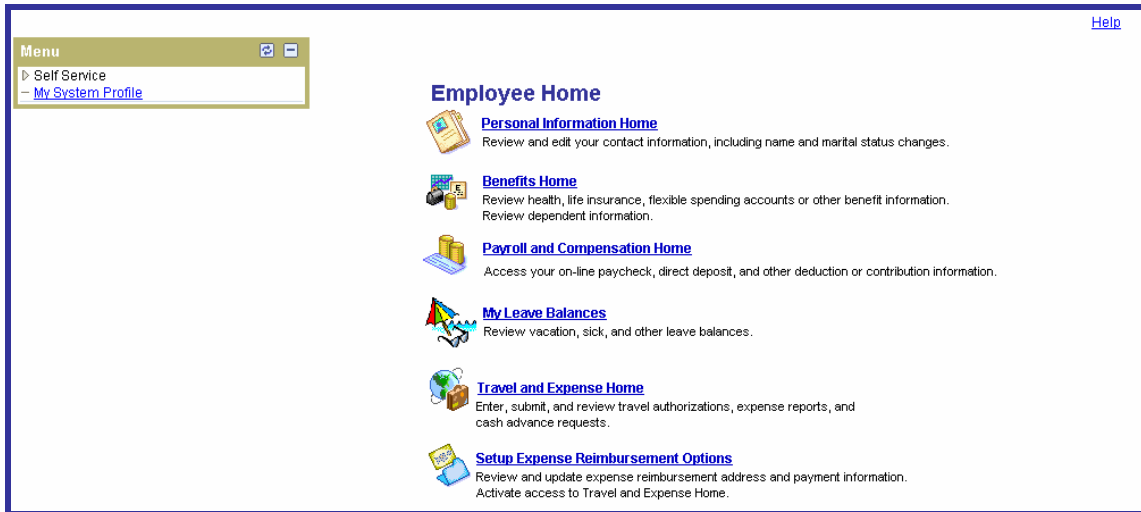 Help
Menu
Self Service
My System Profile
Employee Home
Personal Information Home
Review and edit your contact information, including name and marital status changes.
Benefits Home
Review health, life insurance, flexible spending accounts or other benefit information.
Review dependent information.
Payroll and Compensation Home
Access your on-line paycheck, direct deposit, and other deduction or contribution information.
My Leave Balances
Review vacation, sick, and other leave balances.
Travel and Expense Home
Enter, submit, and review travel authorizations, expense reports, and
cash advance requests.
Setup Expense Reimbursement Options
Review and update expense reimbursement address and payment information.
Activate access to Travel and Expense Home.